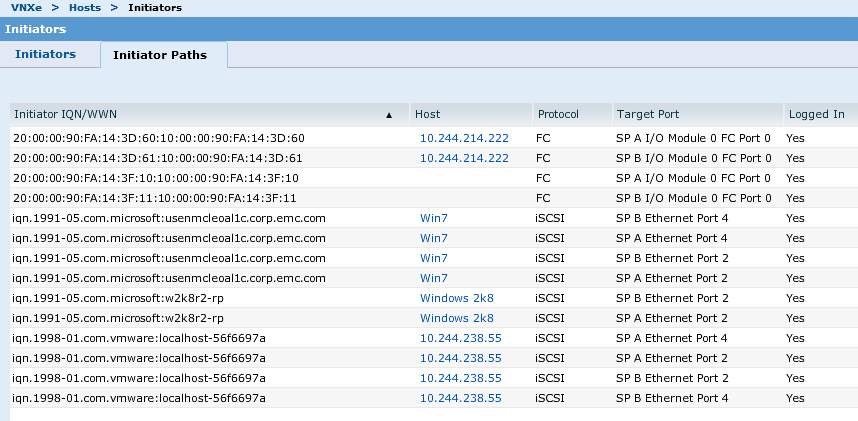 VNXe > Hosts > Initiators
Initiators
Initiators Initiator Paths
Initiator IQN/WWN ▲ Host Protocol Target Port Logged In
20:00:00:90:FA:14:3D:60:10:00:00:90:FA:14:3D:60 10.244.214.222 FC SP A I/O Module 0 FC Port 0 Yes
20:00:00:90:FA:14:3D:61:10:00:00:90:FA:14:3D:61 10.244.214.222 FC SP B I/O Module 0 FC Port 0 Yes
20:00:00:90:FA:14:3F:10:10:00:00:90:FA:14:3F:10 FC SP A I/O Module 0 FC Port 0 Yes
20:00:00:90:FA:14:3F:11:10:00:00:90:FA:14:3F:11 FC SP B I/O Module 0 FC Port 0 Yes
iqn.1991-05.com.microsoft:usenmcleoal1c.corp.emc.com Win7 iSCSI SP B Ethernet Port 4 Yes
iqn.1991-05.com.microsoft:usenmcleoal1c.corp.emc.com Win7 iSCSI SP A Ethernet Port 4 Yes
iqn.1991-05.com.microsoft:usenmcleoal1c.corp.emc.com Win7 iSCSI SP B Ethernet Port 2 Yes
iqn.1991-05.com.microsoft:usenmcleoal1c.corp.emc.com Win7 iSCSI SP A Ethernet Port 2 Yes
iqn.1991-05.com.microsoft:w2k8r2-rp Windows 2k8 iSCSI SP B Ethernet Port 2 Yes
iqn.1991-05.com.microsoft:w2k8r2-rp Windows 2k8 iSCSI SP A Ethernet Port 2 Yes
iqn.1998-01.com.vmware:localhost-56f6697a 10.244.238.55 iSCSI SP A Ethernet Port 4 Yes
iqn.1998-01.com.vmware:localhost-56f6697a 10.244.238.55 iSCSI SP A Ethernet Port 2 Yes
iqn.1998-01.com.vmware:localhost-56f6697a 10.244.238.55 iSCSI SP B Ethernet Port 2 Yes
iqn.1998-01.com.vmware:localhost-56f6697a 10.244.238.55 iSCSI SP B Ethernet Port 4 Yes